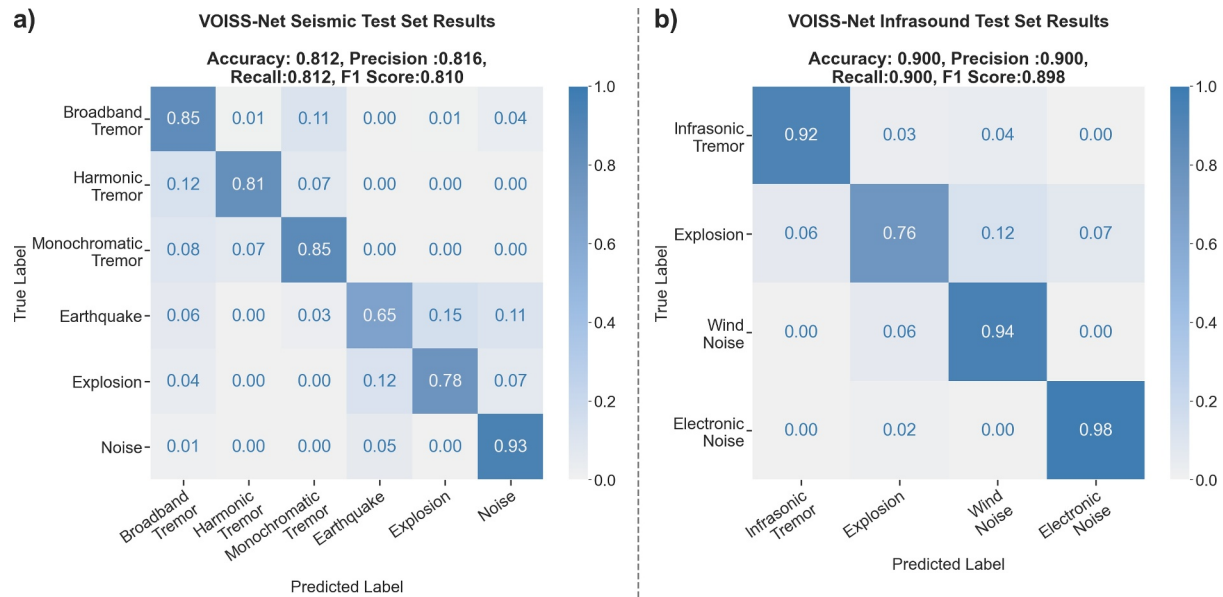 a)
VOISS-Net Seismic Test Set Results
Accuracy: 0.812, Precision :0.816,
Recall:0.812, F1 Score:0.810
True Label
Broadband
Tremor
0.85 0.01 0.11 0.00 0.01 0.04
Harmonic
Tremor
0.12 0.81 0.07 0.00 0.00 0.00
Monochromatic
Tremor
0.08 0.07 0.85 0.00 0.00 0.00
Earthquake
0.06 0.00 0.03 0.65 0.15 0.11
Explosion
0.04 0.00 0.00 0.12 0.78 0.07
Noise
0.01 0.00 0.00 0.05 0.00 0.93
Broadband
Tremor
Harmonic
Tremor
Monochromatic
Tremor
Earthquake
Explosion
Noise
Predicted Label
1.0
0.8
0.6
0.4
0.2
0.0
b)
VOISS-Net Infrasound Test Set Results
Accuracy: 0.900, Precision :0.900,
Recall:0.900, F1 Score:0.898
True Label
Infrasonic
Tremor
0.92 0.03 0.04 0.00
Explosion
0.06 0.76 0.12 0.07
Wind
Noise
0.00 0.06 0.94 0.00
Electronic
Noise
0.00 0.02 0.00 0.98
Infrasonic
Tremor
Explosion
Wind
Noise
Electronic
Noise
Predicted Label
1.0
0.8
0.6
0.4
0.2
0.0